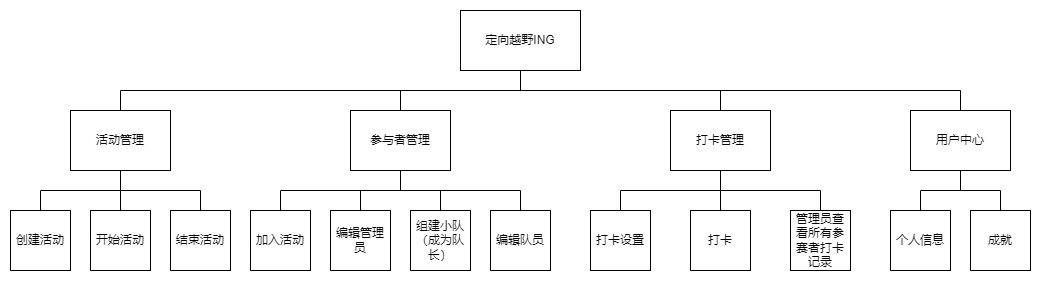 定向越野ING
活动管理
参与者管理
打卡管理
用户中心
创建活动
开始活动
结束活动
加入活动
编辑管理
员
组建小队
（成为队
长）
编辑队员
打卡设置
打卡
管理员查
看所有参
赛者打卡
记录
个人信息
成就